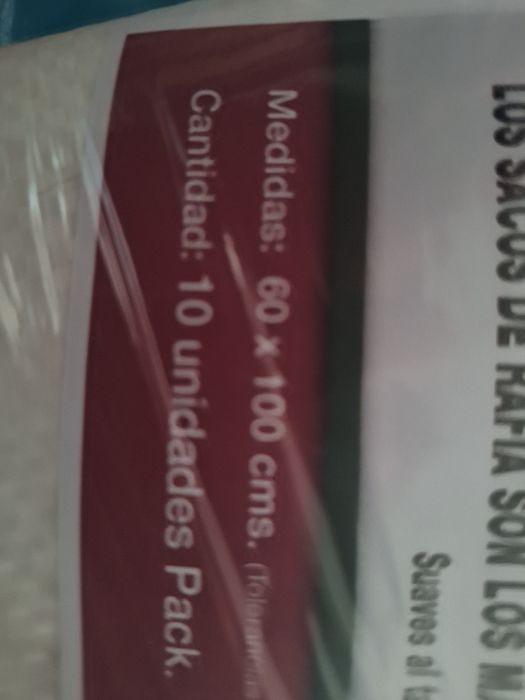 LOS SACOS DE RAFIA SON LOS
Suaves al
Medidas: 60 x 100 cms.
Cantidad: 10 unidades Pack.